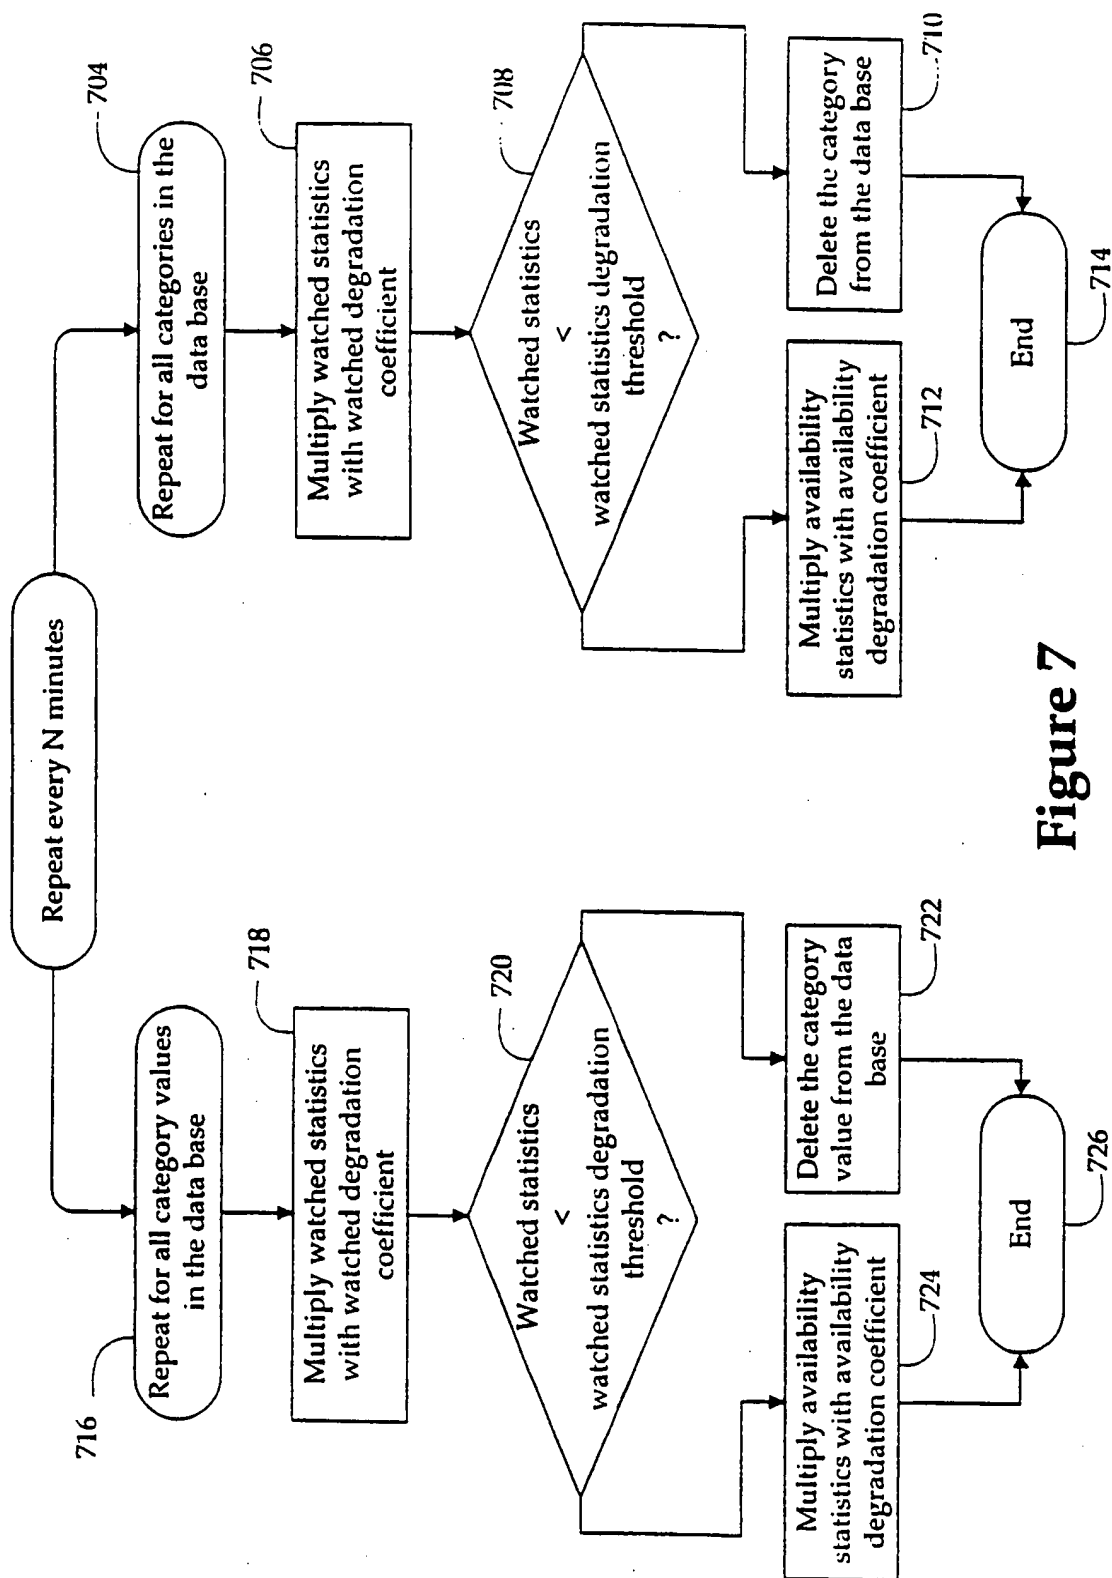 Repeat every N minutes
716
Repeat for all category values
in the data base
718
Multiply watched statistics
with watched degradation
coefficient
720
Watched statistics
<
watched statistics degradation
threshold
?
Multiply availability
statistics with availability
degradation coefficient
724
Delete the category
value from the data
base
722
End
726
704
Repeat for all categories in the
data base
706
Multiply watched statistics
with watched degradation
coefficient
708
Watched statistics
<
watched statistics degradation
threshold
?
Multiply availability
statistics with availability
degradation coefficient
712
Delete the category
from the data base
710
End
714
Figure 7